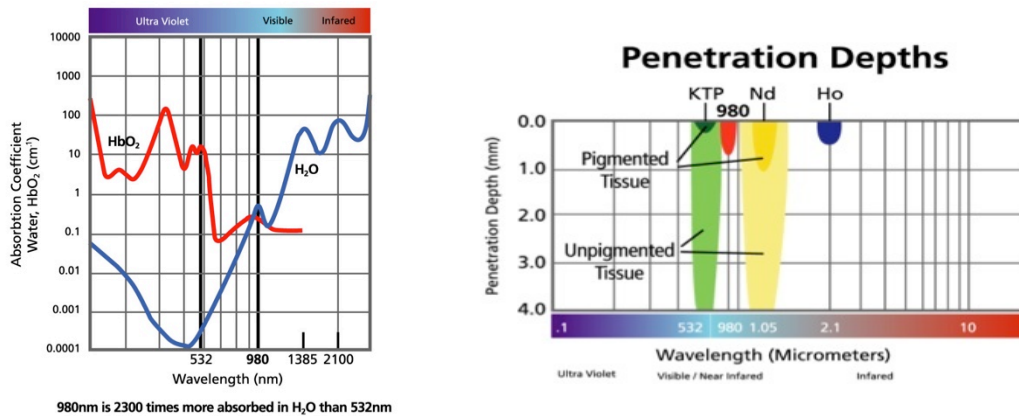 Ultra Violet Visible Infared
10000
1000
100
10
1
0.1
0.01
0.001
0.0001
Absorbtion Coefficient
Water, HbO₂ (cm⁻¹)
HbO₂
H₂O
532 980 1385 2100
Wavelength (nm)
980nm is 2300 times more absorbed in H₂O than 532nm
Penetration Depths
KTP Nd Ho
980
0.0
1.0
2.0
3.0
4.0
Penetration Depth (mm)
Pigmented
Tissue
Unpigmented
Tissue
.1 532 980 1.05 2.1 10
Wavelength (Micrometers)
Ultra Violet Visible / Near Infared Infared